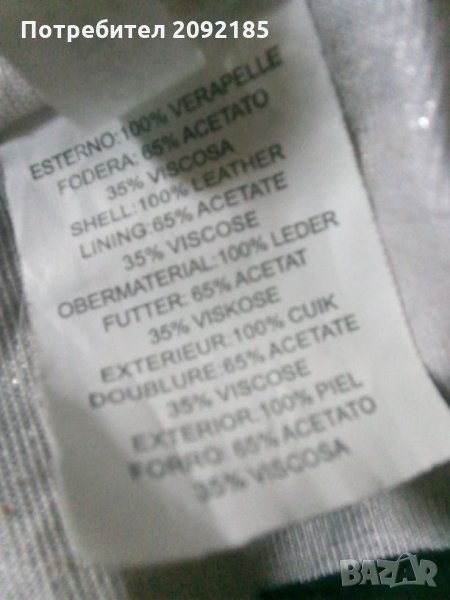 Потребител 2092185
ESTERNO:100% VERAPELLE
FODERA: 65% ACETATO
35% VISCOSA
SHELL:100% LEATHER
LINING:65% ACETATE
35% VISCOSE
OBERMATERIAL:100% LEDER
FUTTER: 65% ACETAT
35% VISKOSE
EXTERIEUR:100% CUIK
DOUBLURE:65% ACETATE
35% VISCOSE
EXTERIOR:100% PIEL
FORRO: 65% ACETATO
35% VISCOSA
BAZAR